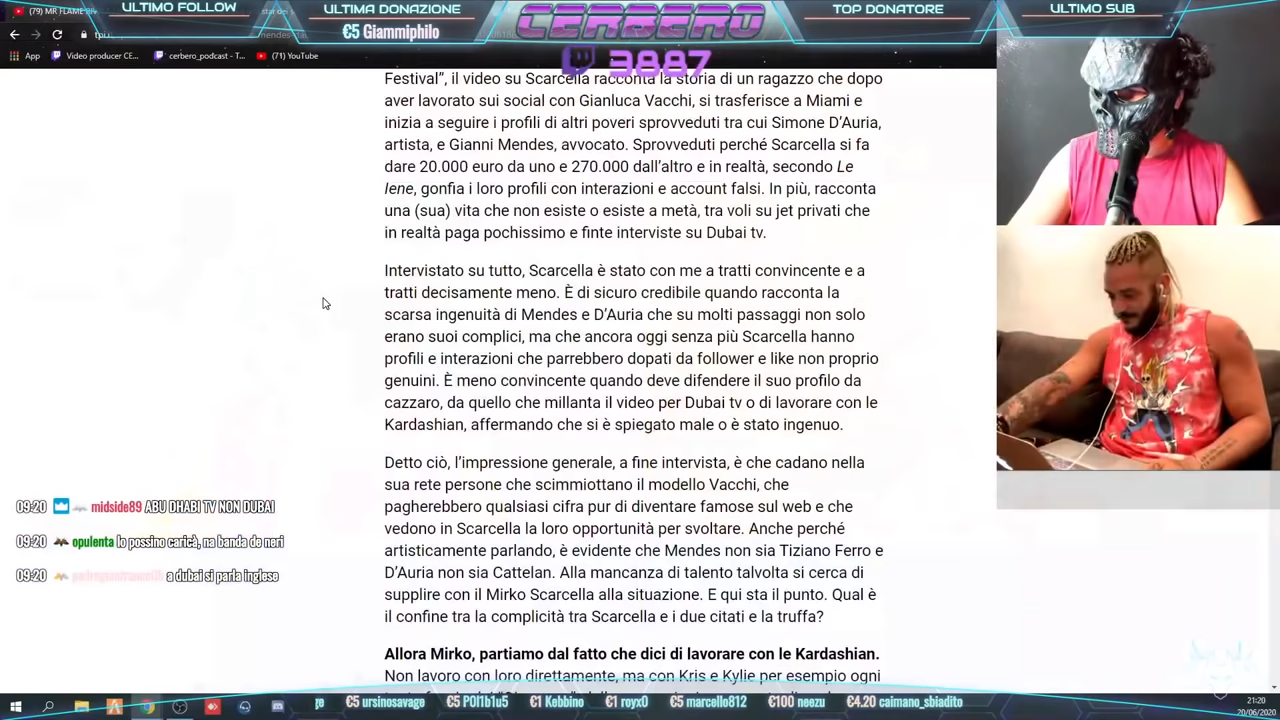 ULTIMO FOLLOW
ULTIMA DONAZIONE
€5 Giammiphilo
CERBERO
3887
TOP DONATORE
ULTIMO SUB
(79) MR FLAME
App
Video producer CE...
cerbero_podcast - T...
(71) YouTube
Festival”, il video su Scarcella racconta la storia di un ragazzo che dopo
aver lavorato sui social con Gianluca Vacchi, si trasferisce a Miami e
inizia a seguire i profili di altri poveri sprovveduti tra cui Simone D’Auria,
artista, e Gianni Mendes, avvocato. Sprovveduti perché Scarcella si fa
dare 20.000 euro da uno e 270.000 dall’altro e in realtà, secondo Le
Iene, gonfia i loro profili con interazioni e account falsi. In più, racconta
una (sua) vita che non esiste o esiste a metà, tra voli su jet privati che
in realtà paga pochissimo e finte interviste su Dubai tv.
Intervistato su tutto, Scarcella è stato con me a tratti convincente e a
tratti decisamente meno. È di sicuro credibile quando racconta la
scarsa ingenuità di Mendes e D’Auria che su molti passaggi non solo
erano suoi complici, ma che ancora oggi senza più Scarcella hanno
profili e interazioni che parrebbero dopati da follower e like non proprio
genuini. È meno convincente quando deve difendere il suo profilo da
cazzaro, da quello che millanta il video per Dubai tv o di lavorare con le
Kardashian, affermando che si è spiegato male o è stato ingenuo.
Detto ciò, l’impressione generale, a fine intervista, è che cadano nella
sua rete persone che scimmiottano il modello Vacchi, che
pagherebbero qualsiasi cifra pur di diventare famose sul web e che
vedono in Scarcella la loro opportunità per svoltare. Anche perché
artisticamente parlando, è evidente che Mendes non sia Tiziano Ferro e
D’Auria non sia Cattelan. Alla mancanza di talento talvolta si cerca di
supplire con il Mirko Scarcella alla situazione. E qui sta il punto. Qual è
il confine tra la complicità tra Scarcella e i due citati e la truffa?
Allora Mirko, partiamo dal fatto che dici di lavorare con le Kardashian.
Non lavoro con loro direttamente, ma con Kris e Kylie per esempio ogni
09:20 midside89 ABU DHABI TV NON DUBAI
09:20 opulenta lo possino caricà, na banda de neri
09:20 a dubai si parla inglese
ge €5 ursinosavage €5 P0l1b1u5 €1 Kebbino €1 royx0 €5 marcello812 €100 neezu €4.20 caimano_sbiadito
21:20
20/06/2020